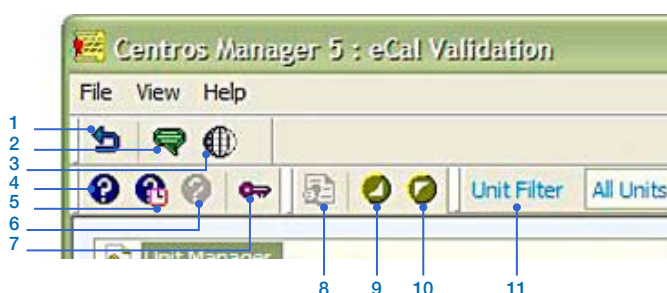 Centros Manager 5 : eCal Validation
File View Help
1
2
3
4
5
6
7
Unit Filter All Units
Unit Manager
8 9 10 11